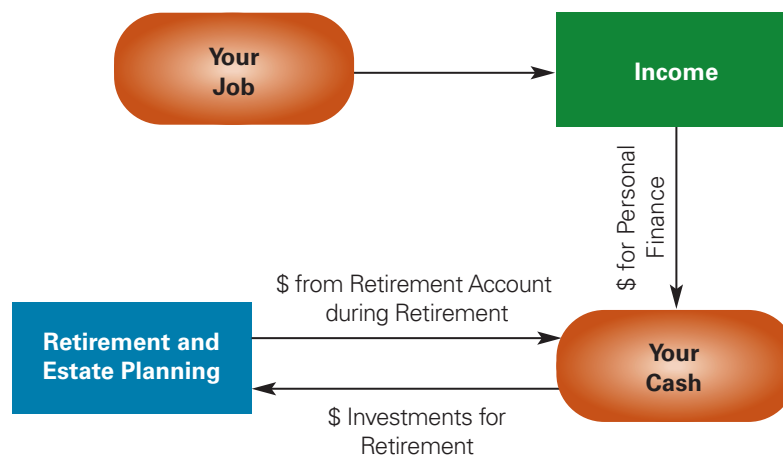 Your
Job
Income
$ for Personal
Finance
$ from Retirement Account
during Retirement
Retirement and
Estate Planning
Your
Cash
$ Investments for
Retirement